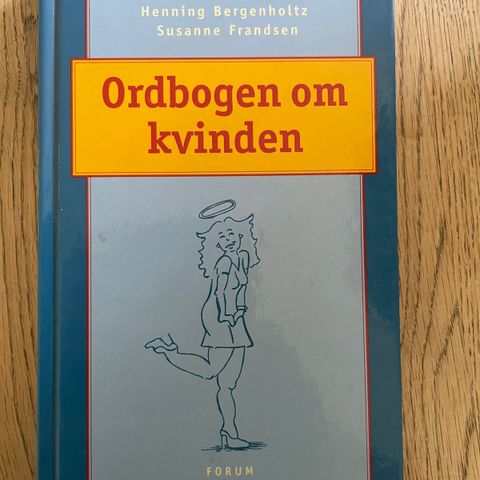 Henning Bergenholtz
Susanne Frandsen
Ordbogen om
kvinden
FORUM